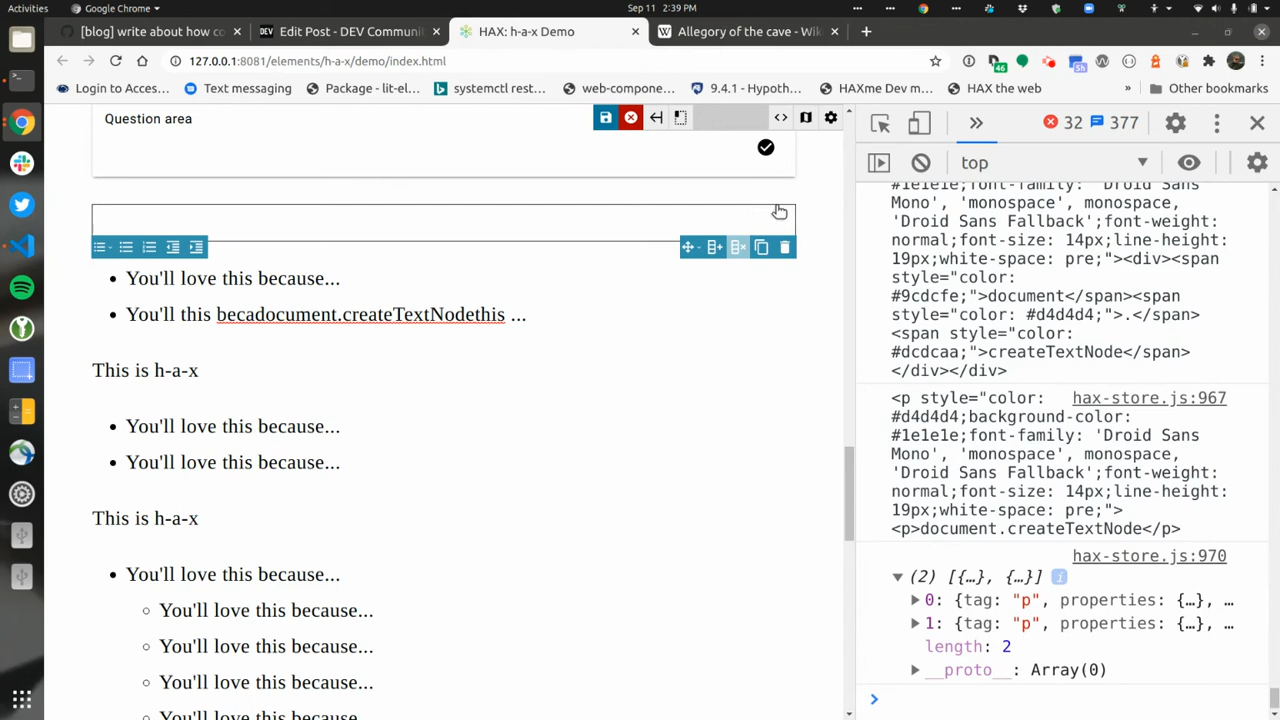 Activities
Google Chrome
Sep 11 2:39 PM
[blog] write about how co
Edit Post - DEV Communi
HAX: h-a-x Demo
Allegory of the cave - Wiki
127.0.0.1:8081/elements/h-a-x/demo/index.html
Login to Acces...
Text messaging
Package ‹ lit-el...
systemctl rest...
web-compone...
9.4.1 - Hypoth...
HAXme Dev m...
HAX the web
»
Other bookmarks
Question area
You'll love this because...
You'll this becadocument.createTextNodethis ...
This is h-a-x
You'll love this because...
You'll love this because...
This is h-a-x
You'll love this because...
You'll love this because...
You'll love this because...
You'll love this because...
You'll love this because
32 377
top
#1e1e1e;font-family: 'Droid Sans
Mono', 'monospace', monospace,
'Droid Sans Fallback';font-weight:
normal;font-size: 14px;line-height:
19px;white-space: pre;"><div><span
style="color:
#9cdcfe;">document</span><span
style="color: #d4d4d4;">.</span>
<span style="color:
#dcdcaa;">createTextNode</span>
</div></div>
<p style="color: hax-store.js:967
#d4d4d4;background-color:
#1e1e1e;font-family: 'Droid Sans
Mono', 'monospace', monospace,
'Droid Sans Fallback';font-weight:
normal;font-size: 14px;line-height:
19px;white-space: pre;">
<p>document.createTextNode</p>
hax-store.js:970
(2) [{…}, {…}]
0: {tag: "p", properties: {…}, …
1: {tag: "p", properties: {…}, …
length: 2
__proto__: Array(0)